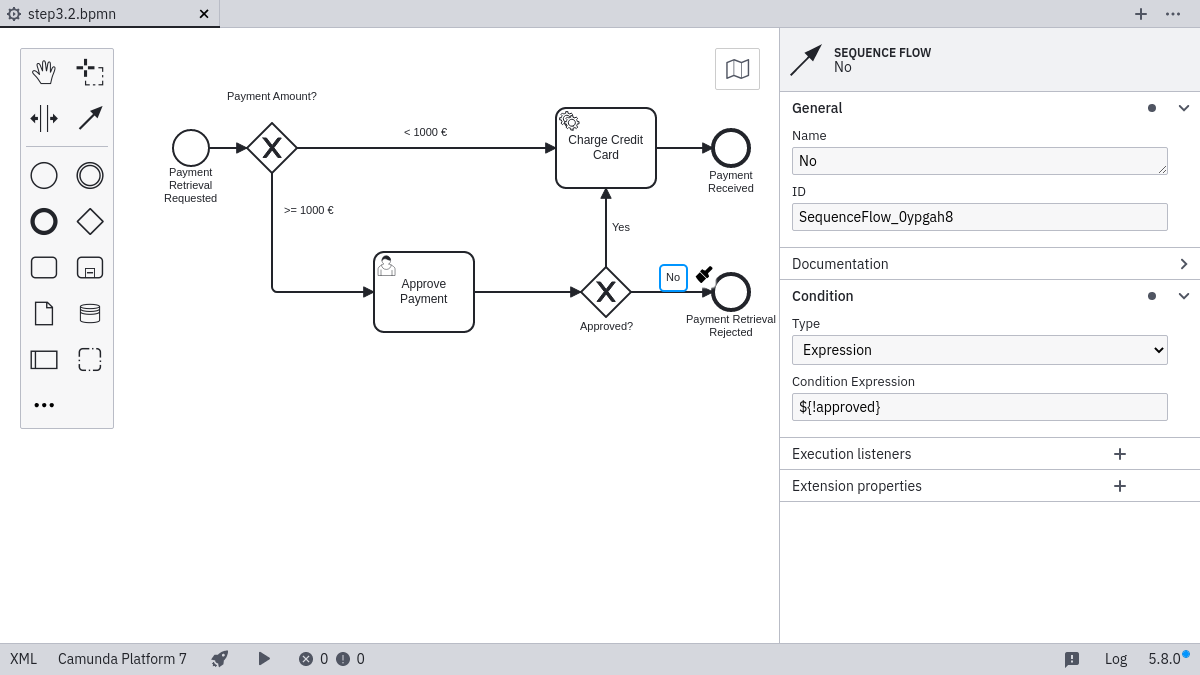 step3.2.bpmn
Payment Amount?
< 1000 €
Charge Credit
Card
Payment
Retrieval
Requested
Payment
Received
>= 1000 €
Yes
Approve
Payment
No
Approved?
Payment Retrieval
Rejected
SEQUENCE FLOW
No
General
Name
No
ID
SequenceFlow_0ypgah8
Documentation
Condition
Type
Expression
Condition Expression
${!approved}
Execution listeners
Extension properties
XML Camunda Platform 7 0 0 Log 5.8.0